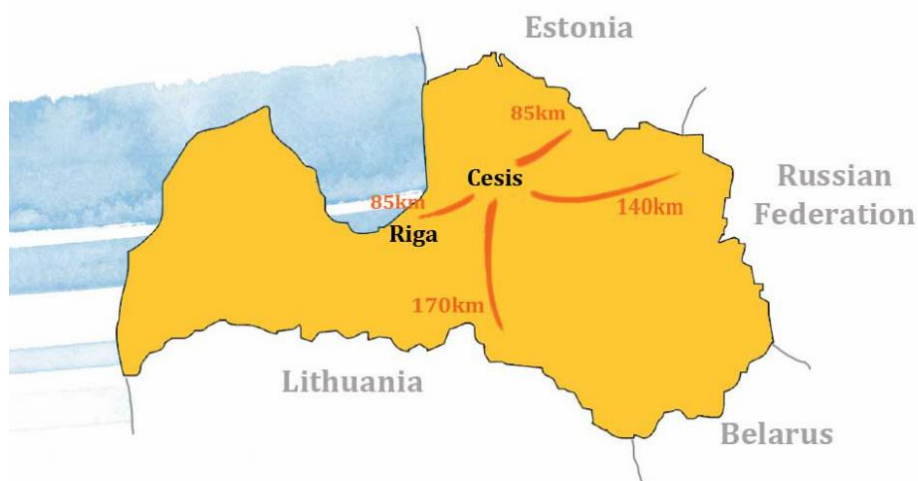 Estonia
85km
Cesis
Russian
Federation
85km
140km
Riga
170km
Lithuania
Belarus